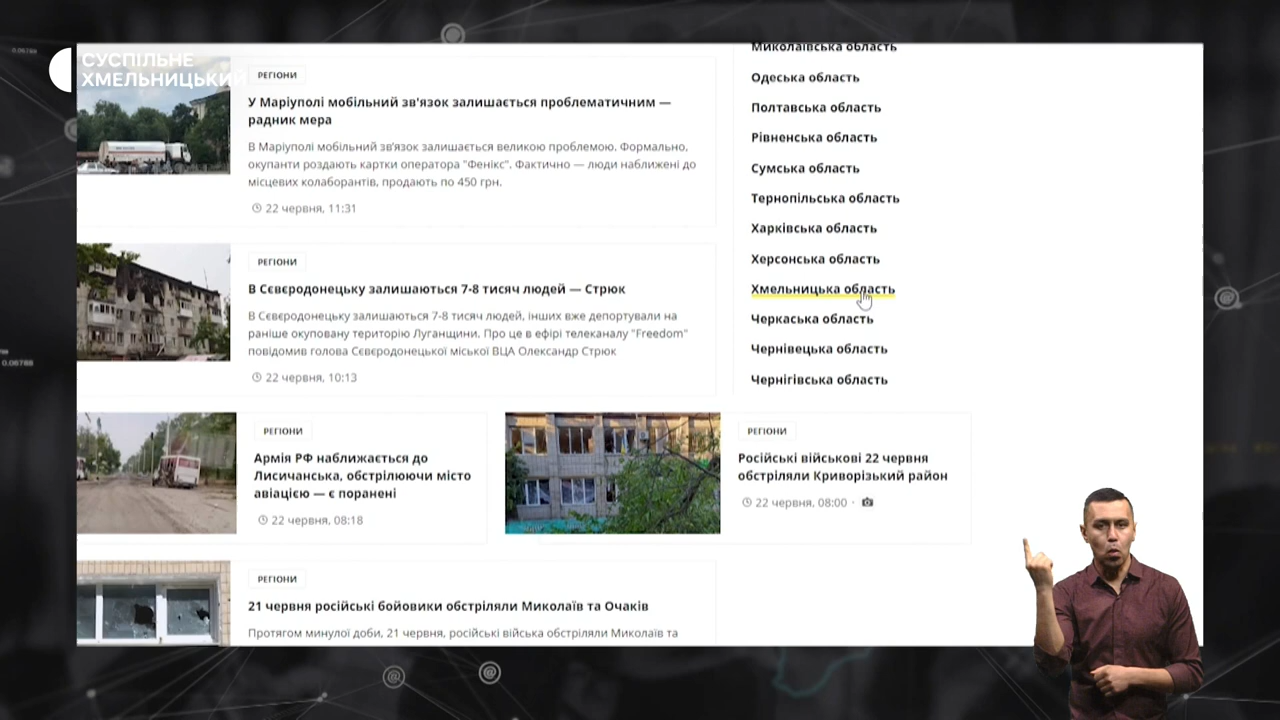 СУСПІЛЬНЕ
ХМЕЛЬНИЦЬКИЙ
РЕГІОНИ
У Маріуполі мобільний зв'язок залишається проблематичним —
радник мера
В Маріуполі мобільний зв'язок залишається великою проблемою. Формально,
окупанти роздають картки оператора "Фенікс". Фактично — люди наближені до
місцевих колаборантів, продають по 450 грн.
22 червня, 11:31
РЕГІОНИ
В Сєвєродонецьку залишаються 7-8 тисяч людей — Стрюк
В Сєвєродонецьку залишаються 7-8 тисяч людей, інших вже депортували на
раніше окуповану територію Луганщини. Про це в ефірі телеканалу "Freedom"
повідомив голова Сєвєродонецької міської ВЦА Олександр Стрюк
22 червня, 10:13
Миколаївська область
Одеська область
Полтавська область
Рівненська область
Сумська область
Тернопільська область
Харківська область
Херсонська область
Хмельницька область
Черкаська область
Чернівецька область
Чернігівська область
РЕГІОНИ
Армія РФ наближається до
Лисичанська, обстрілюючи місто
авіацією — є поранені
22 червня, 08:18
РЕГІОНИ
Російські військові 22 червня
обстріляли Криворізький район
22 червня, 08:00 ·
РЕГІОНИ
21 червня російські бойовики обстріляли Миколаїв та Очаків
Протягом минулої доби, 21 червня, російські війська обстріляли Миколаїв та